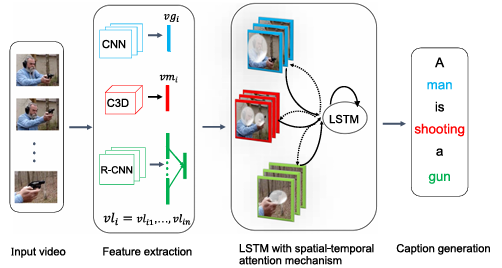 CNN
vg_i
C3D
vm_i
R-CNN
vl_i = vl_{i1},...,vl_{in}
LSTM
A
man
is
shooting
a
gun
Input video
Feature extraction
LSTM with spatial-temporal
attention mechanism
Caption generation